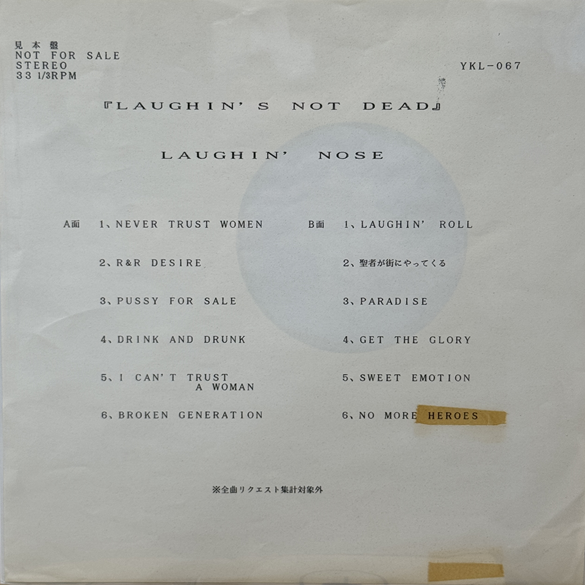 見本盤
NOT FOR SALE
STEREO
33 1/3RPM
YKL-067
『LAUGHIN'S NOT DEAD』
LAUGHIN' NOSE
A面 1、NEVER TRUST WOMEN
2、R&R DESIRE
3、PUSSY FOR SALE
4、DRINK AND DRUNK
5、I CAN'T TRUST
A WOMAN
6、BROKEN GENERATION
B面 1、LAUGHIN' ROLL
2、聖者が街にやってくる
3、PARADISE
4、GET THE GLORY
5、SWEET EMOTION
6、NO MORE HEROES
※全曲リクエスト集計対象外